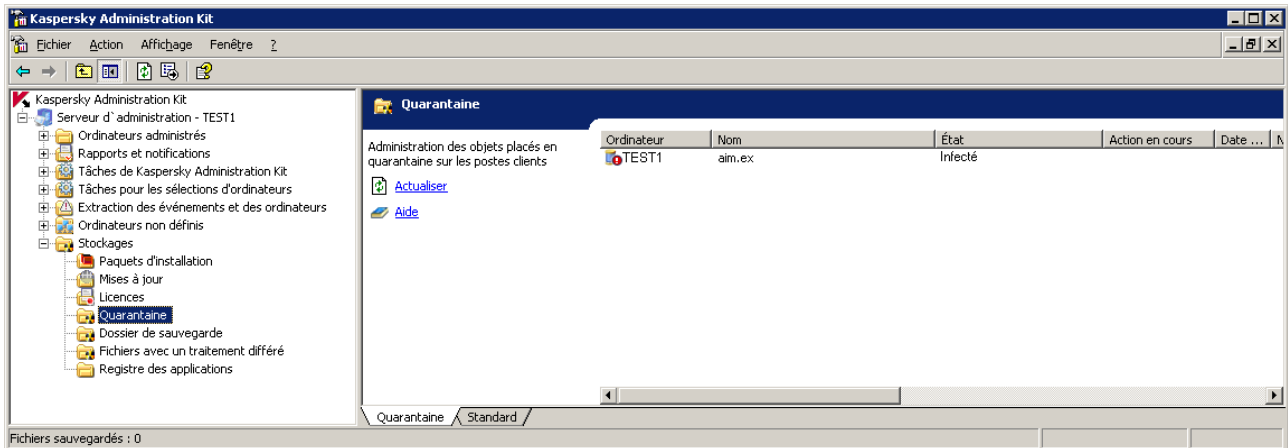 Kaspersky Administration Kit
Fichier Action Affichage Fenêtre ?
Kaspersky Administration Kit
Serveur d`administration - TEST1
Ordinateurs administrés
Rapports et notifications
Tâches de Kaspersky Administration Kit
Tâches pour les sélections d'ordinateurs
Extraction des événements et des ordinateurs
Ordinateurs non définis
Stockages
Paquets d'installation
Mises à jour
Licences
Quarantaine
Dossier de sauvegarde
Fichiers avec un traitement différé
Registre des applications
Quarantaine
Administration des objets placés en
quarantaine sur les postes clients
Actualiser
Aide
Ordinateur Nom État Action en cours Date ... N
TEST1 aim.ex Infecté
Quarantaine Standard
Fichiers sauvegardés : 0